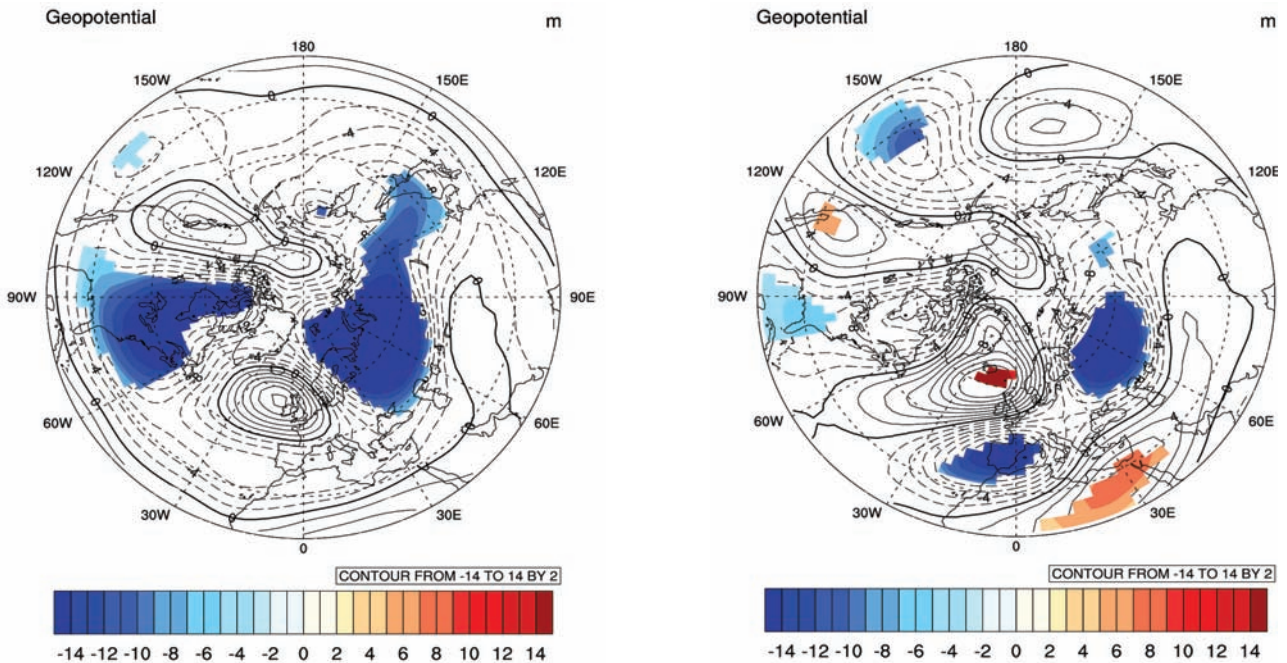 Geopotential m
180
150W 150E
120W 120E
90W 90E
60W 60E
30W 30E
0
CONTOUR FROM -14 TO 14 BY 2
-14 -12 -10 -8 -6 -4 -2 0 2 4 6 8 10 12 14
Geopotential m
180
150W 150E
120W 120E
90W 90E
60W 60E
30W 30E
0
CONTOUR FROM -14 TO 14 BY 2
-14 -12 -10 -8 -6 -4 -2 0 2 4 6 8 10 12 14